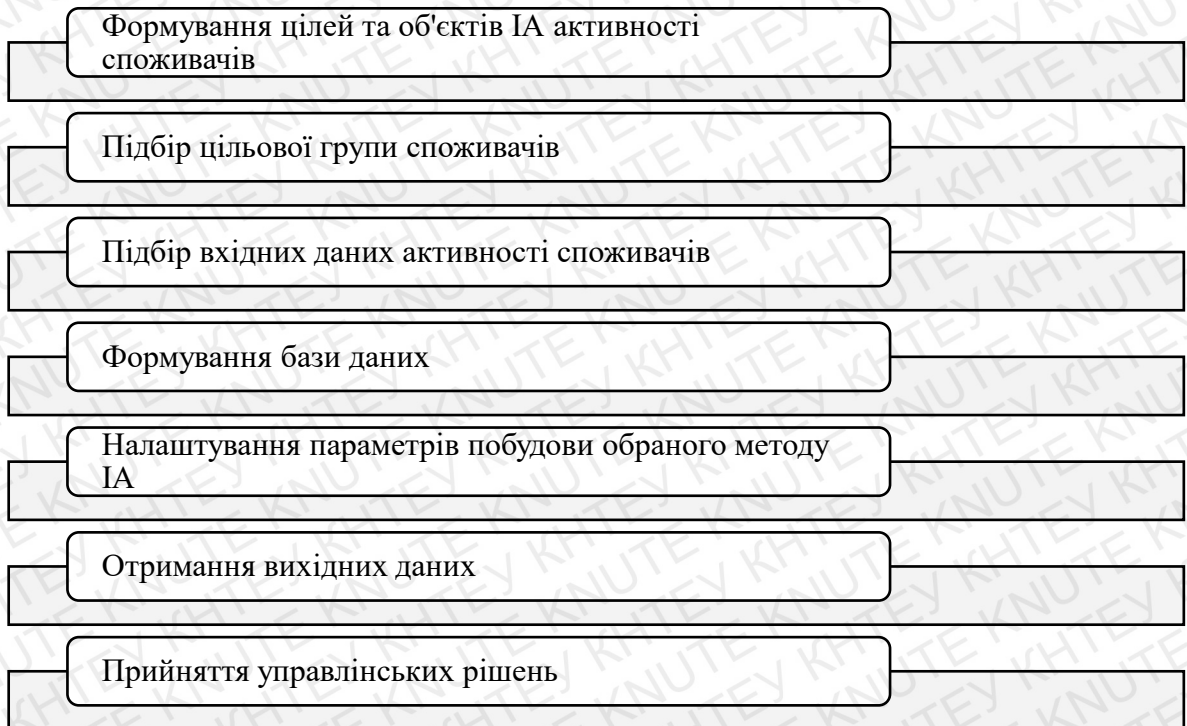 Формування цілей та об'єктів ІА активності
споживачів
Підбір цільової групи споживачів
Підбір вхідних даних активності споживачів
Формування бази даних
Налаштування параметрів побудови обраного методу
ІА
Отримання вихідних даних
Прийняття управлінських рішень